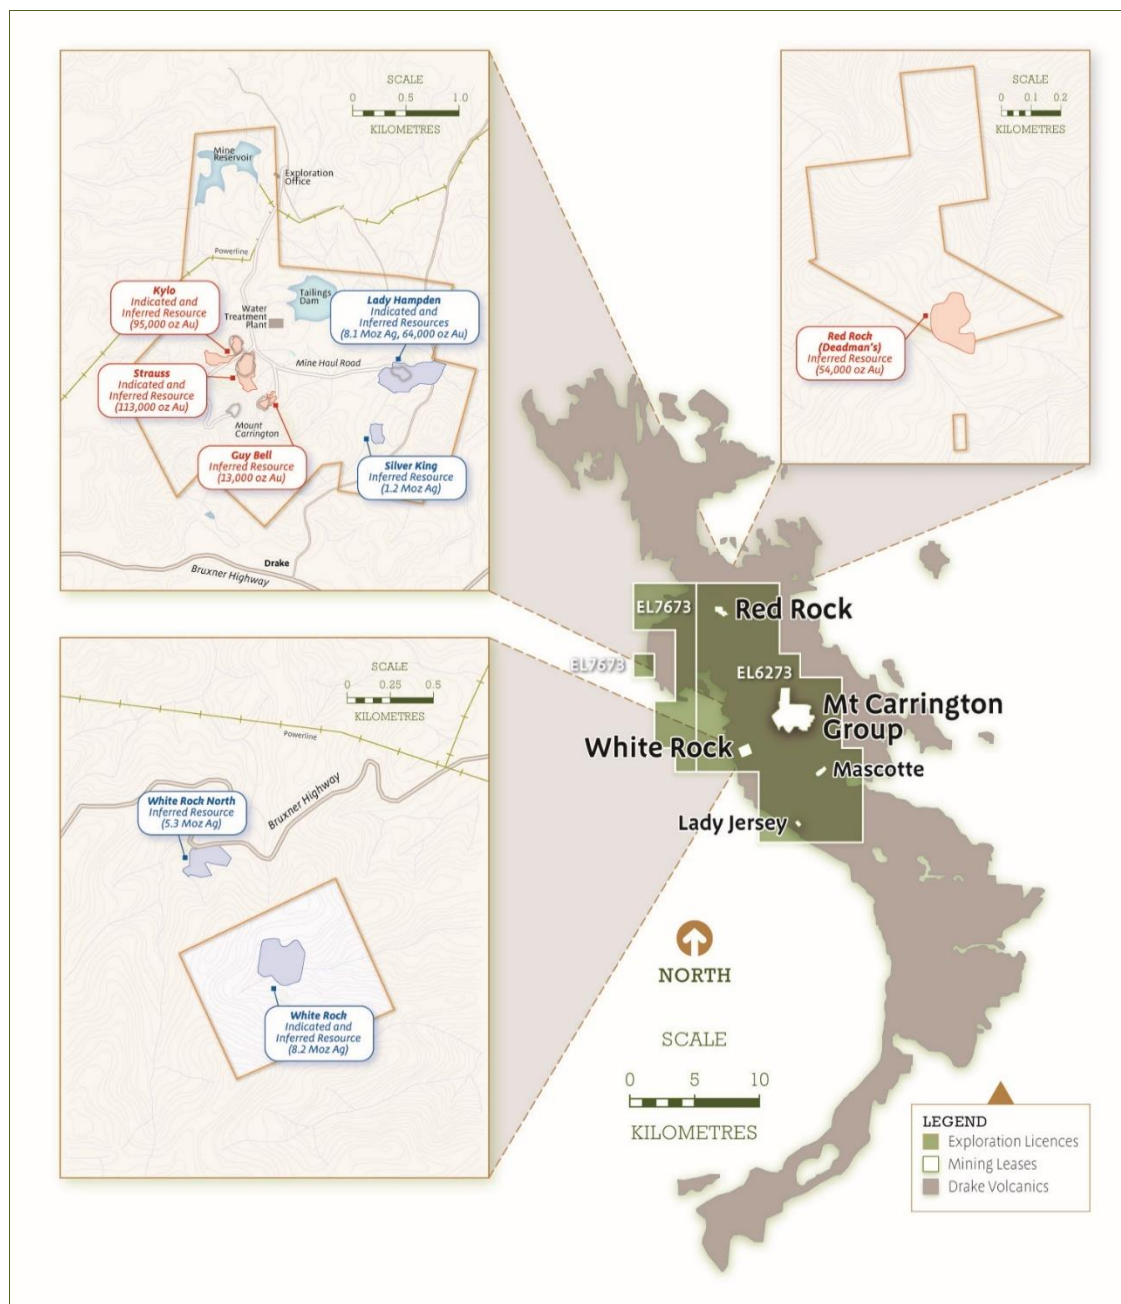 SCALE
0 0.5 1.0
KILOMETRES
Mine
Reservoir
Exploration
Office
Powerline
Kylo
Indicated and
Inferred Resource
(95,000 oz Au)
Water
Treatment
Plant
Tailings
Dam
Lady Hampden
Indicated and
Inferred Resources
(8.1 Moz Ag, 64,000 oz Au)
Mine Haul Road
Strauss
Indicated and
Inferred Resource
(113,000 oz Au)
Mount
Carrington
Guy Bell
Inferred Resource
(13,000 oz Au)
Silver King
Inferred Resource
(1.2 Moz Ag)
Drake
Bruxner Highway
SCALE
0 0.1 0.2
KILOMETRES
Red Rock
(Deadman's)
Inferred Resource
(54,000 oz Au)
SCALE
0 0.25 0.5
KILOMETRES
Powerline
Bruxner Highway
White Rock North
Inferred Resource
(5.3 Moz Ag)
White Rock
Indicated and
Inferred Resource
(8.2 Moz Ag)
EL7673
Red Rock
EL7673
EL6273
Mt Carrington
Group
White Rock
Mascotte
Lady Jersey
NORTH
SCALE
0 5 10
KILOMETRES
LEGEND
Exploration Licences
Mining Leases
Drake Volcanics